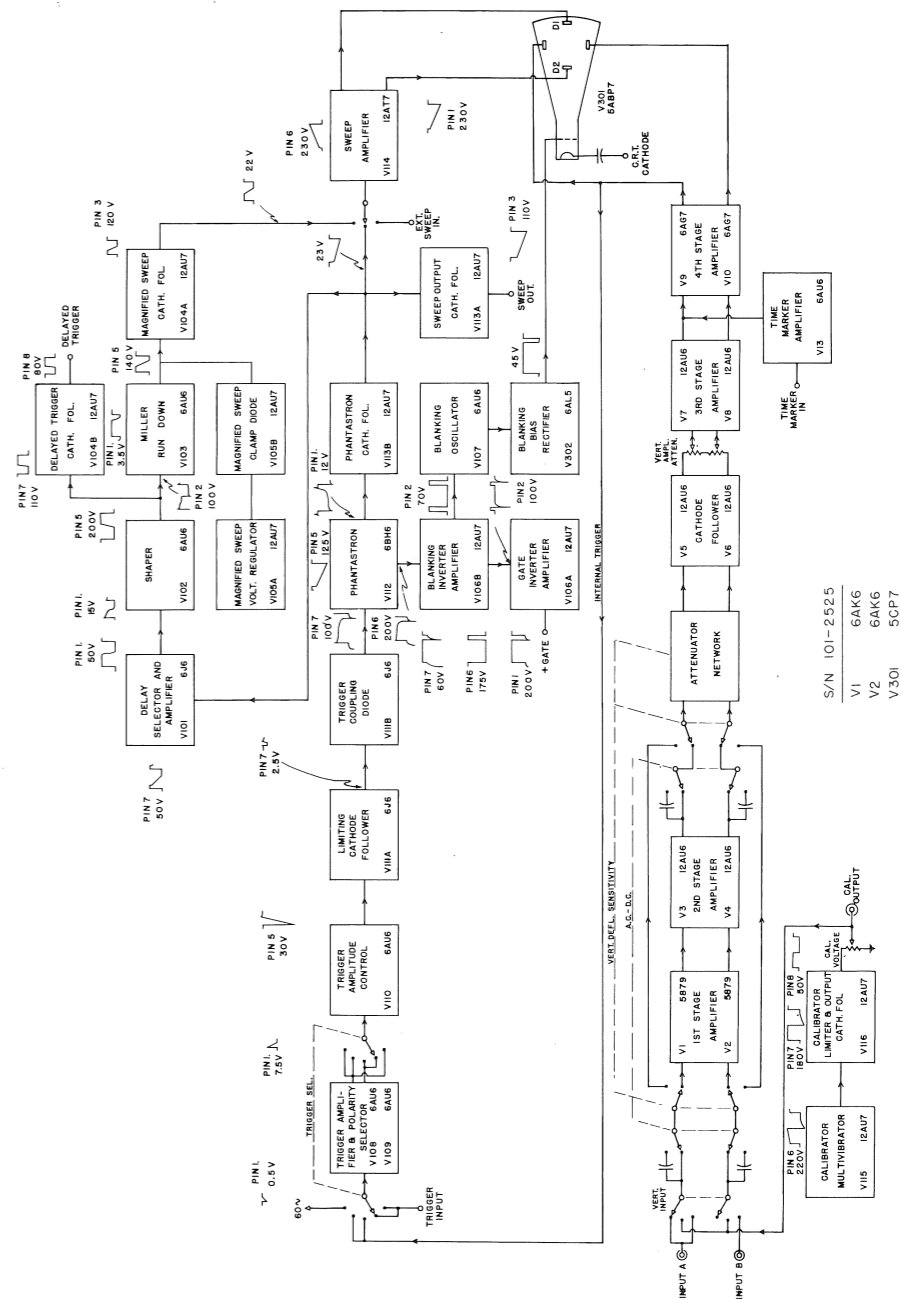 PIN 7
50V
DELAY
SELECTOR AND
AMPLIFIER
V101 6J6
PIN 1.
50V
PIN 1.
15V
SHAPER
V102 6AU6
PIN 5
200V
PIN 7
110V
DELAYED TRIGGER
CATH. FOL.
V104B 12AU7
PIN 8
80V
DELAYED
TRIGGER
PIN 1.
3.5V
PIN 2
100V
MILLER
RUN DOWN
V103 6AU6
PIN 5
140V
MAGNIFIED SWEEP
CATH. FOL.
V104A 12AU7
PIN 3
120V
22V
MAGNIFIED SWEEP
VOLT. REGULATOR
V105A 12AU7
MAGNIFIED SWEEP
CLAMP DIODE
V105B 12AU7
PIN 1.
0.5V
60~
TRIGGER
INPUT
TRIGGER SEL.
TRIGGER AMPLI-
FIER & POLARITY
SELECTOR
V108 6AU6
V109 6AU6
PIN 1.
7.5V
TRIGGER
AMPLITUDE
CONTROL
V110 6AU6
PIN 5
30V
LIMITING
CATHODE
FOLLOWER
V111A 6J6
PIN 7
2.5V
TRIGGER
COUPLING
DIODE
V111B 6J6
PIN 7
100V
PIN 6
200V
PHANTASTRON
V112 6BH6
PIN 5
125V
PIN 1.
12V
PHANTASTRON
CATH. FOL.
V113B 12AU7
23V
EXT.
SWEEP
IN.
SWEEP OUTPUT
CATH. FOL.
V113A 12AU7
SWEEP
OUT.
SWEEP
AMPLIFIER
V114 12AT7
PIN 6
230V
PIN 1
230V
PIN 7
60V
PIN 6
175V
PIN 1
200V
+GATE
BLANKING
INVERTER
AMPLIFIER
V106B 12AU7
GATE
INVERTER
AMPLIFIER
V106A 12AU7
PIN 2
70V
PIN 2
100V
BLANKING
OSCILLATOR
V107 6AU6
BLANKING
BIAS
RECTIFIER
V302 6AL5
45V
PIN 3
110V
D1
D2
V301
5ABP7
C.R.T.
CATHODE
INTERNAL TRIGGER
VERT. DEFL. SENSITIVITY
A.C.-D.C.
INPUT A
INPUT B
VERT.
INPUT
V1 5879
1ST STAGE
AMPLIFIER
V2 5879
V3 12AU6
2ND STAGE
AMPLIFIER
V4 12AU6
ATTENUATOR
NETWORK
V5 12AU6
CATHODE
FOLLOWER
V6 12AU6
VERT.
AMPL.
ATTEN.
V7 12AU6
3RD STAGE
AMPLIFIER
V8 12AU6
V9 6AG7
4TH STAGE
AMPLIFIER
V10 6AG7
TIME
MARKER
IN
TIME
MARKER
AMPLIFIER
V13 6AU6
CALIBRATOR
MULTIVIBRATOR
V115 12AU7
PIN 6
220V
CALIBRATOR
LIMITER & OUTPUT
CATH. FOL
V116 12AU7
PIN 7
180V
PIN 8
50V
CAL.
VOLTAGE
CAL.
OUTPUT
S/N 101-2525
V1 6AK6
V2 6AK6
V301 5CP7